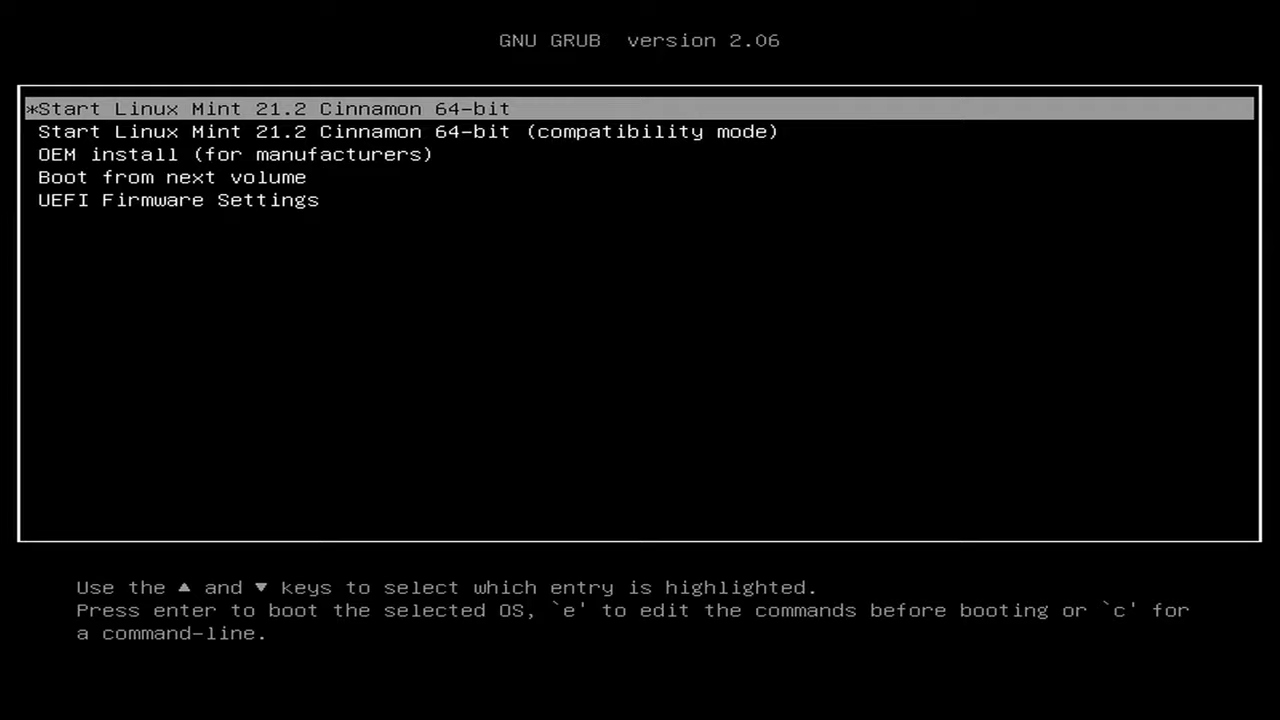 GNU GRUB version 2.06
*Start Linux Mint 21.2 Cinnamon 64-bit
Start Linux Mint 21.2 Cinnamon 64-bit (compatibility mode)
OEM install (for manufacturers)
Boot from next volume
UEFI Firmware Settings
Use the ▲ and ▼ keys to select which entry is highlighted.
Press enter to boot the selected OS, `e' to edit the commands before booting or `c' for
a command-line.